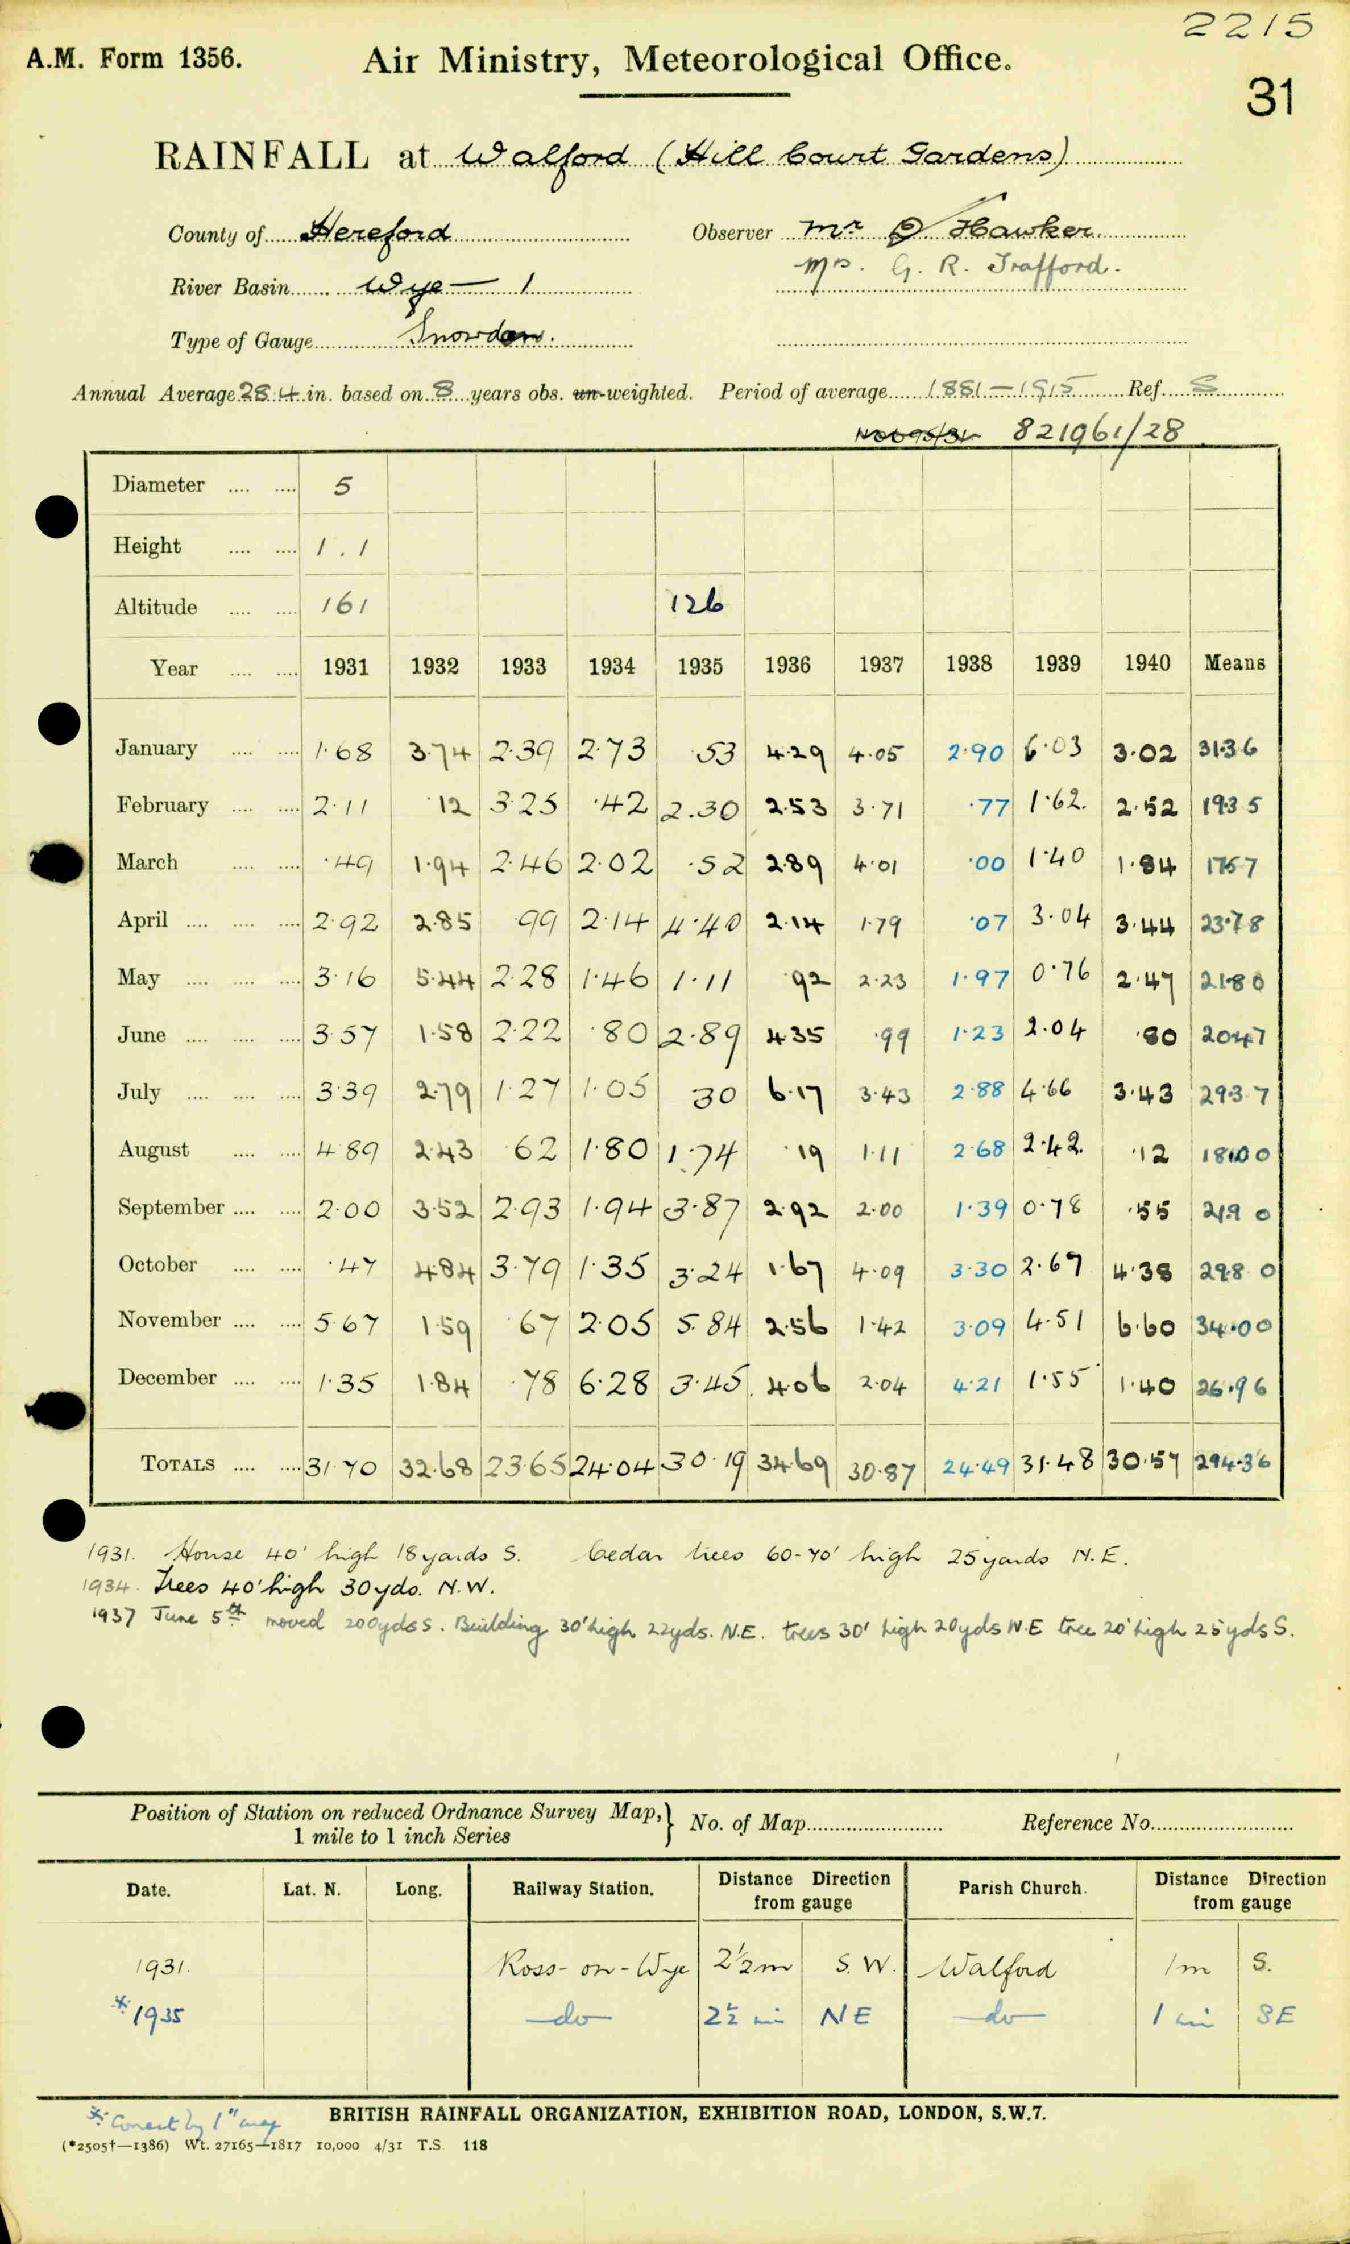 2215
A.M. Form 1356. Air Ministry, Meteorological Office.
31
RAINFALL at Walford (Hill Court Gardens)
County of Hereford Observer Mr D. Hawker.
Mrs. G. R. Trafford.
River Basin Wye — 1
Type of Gauge Snowdon.
Annual Average 28.4 in. based on 8 years obs. un-weighted. Period of average 1881–1915 Ref. S
821961/28
Diameter 5
Height 1.1
Altitude 161 126
Year 1931 1932 1933 1934 1935 1936 1937 1938 1939 1940 Means
January 1.68 3.74 2.39 2.73 .53 4.29 4.05 2.90 6.03 3.02 31.36
February 2.11 .12 3.25 .42 2.30 2.53 3.71 .77 1.62 2.52 19.35
March .49 1.94 2.46 2.02 .52 2.89 4.01 .00 1.40 1.84 17.57
April 2.92 2.85 .99 2.14 4.40 2.14 1.79 .07 3.04 3.44 23.78
May 3.16 5.44 2.28 1.46 1.11 .92 2.23 1.97 0.76 2.47 21.80
June 3.57 1.58 2.22 .80 2.89 4.35 .99 1.23 2.04 .80 20.47
July 3.39 2.79 1.27 1.05 .30 6.17 3.43 2.88 4.66 3.43 29.37
August 4.89 2.43 .62 1.80 1.74 .19 1.11 2.68 2.42 .12 18.00
September 2.00 3.52 2.93 1.94 3.87 2.92 2.00 1.39 0.78 .55 21.90
October .47 4.84 3.79 1.35 3.24 1.67 4.09 3.30 2.67 4.38 29.80
November 5.67 1.59 .67 2.05 5.84 2.56 1.42 3.09 4.51 6.60 34.00
December 1.35 1.84 .78 6.28 3.45 4.06 2.04 4.21 1.55 1.40 26.96
TOTALS 31.70 32.68 23.65 24.04 30.19 34.69 30.87 24.49 31.48 30.57 294.36
1931. House 40' high 18 yards S. Cedar trees 60-70' high 25 yards N.E.
1934. Trees 40' high 30 yds. N.W.
1937 June 5th moved 200 yds S. Building 30' high 22 yds. N.E. trees 30' high 20 yds N.E tree 20' high 25 yds S.
Position of Station on reduced Ordnance Survey Map, 1 mile to 1 inch Series } No. of Map Reference No.
Date. Lat. N. Long. Railway Station. Distance Direction from gauge Parish Church. Distance Direction from gauge
1931. Ross-on-Wye 2½m S.W. Walford 1m S.
* 1935 do 2½ mi NE do 1 mi SE
* Correct by 1" map
BRITISH RAINFALL ORGANIZATION, EXHIBITION ROAD, LONDON, S.W.7.
(*2505†—1386) Wt. 27165—1817 10,000 4/31 T.S. 118